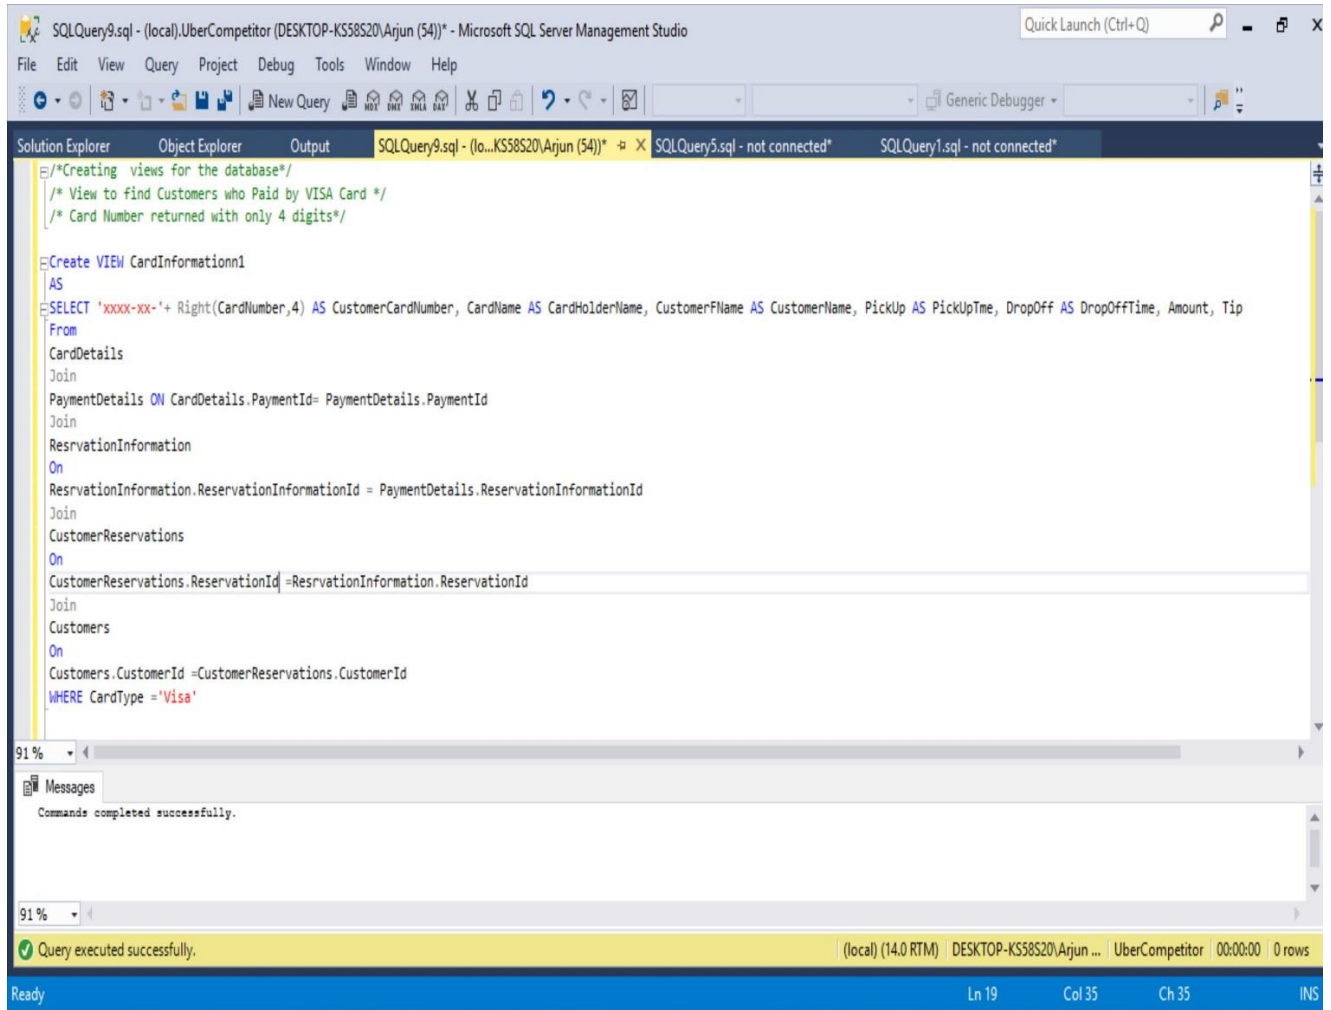 SQLQuery9.sql - (local).UberCompetitor (DESKTOP-KS58S20\Arjun (54))* - Microsoft SQL Server Management Studio
Quick Launch (Ctrl+Q)
File Edit View Query Project Debug Tools Window Help
New Query MDX DMX XMLA DAX Generic Debugger
Solution Explorer Object Explorer Output SQLQuery9.sql - (lo...KS58S20\Arjun (54))* SQLQuery5.sql - not connected* SQLQuery1.sql - not connected*
/*Creating  views for the database*/
/* View to find Customers who Paid by VISA Card */
/* Card Number returned with only 4 digits*/
Create VIEW CardInformationn1
AS
SELECT 'xxxx-xx-'+ Right(CardNumber,4) AS CustomerCardNumber, CardName AS CardHolderName, CustomerFName AS CustomerName, PickUp AS PickUpTme, DropOff AS DropOffTime, Amount, Tip
From
CardDetails
Join
PaymentDetails ON CardDetails.PaymentId= PaymentDetails.PaymentId
Join
ResrvationInformation
On
ResrvationInformation.ReservationInformationId = PaymentDetails.ReservationInformationId
Join
CustomerReservations
On
CustomerReservations.ReservationId =ResrvationInformation.ReservationId
Join
Customers
On
Customers.CustomerId =CustomerReservations.CustomerId
WHERE CardType ='Visa'
91 %
Messages
Commands completed successfully.
91 %
Query executed successfully. (local) (14.0 RTM) DESKTOP-KS58S20\Arjun ... UberCompetitor 00:00:00 0 rows
Ready Ln 19 Col 35 Ch 35 INS